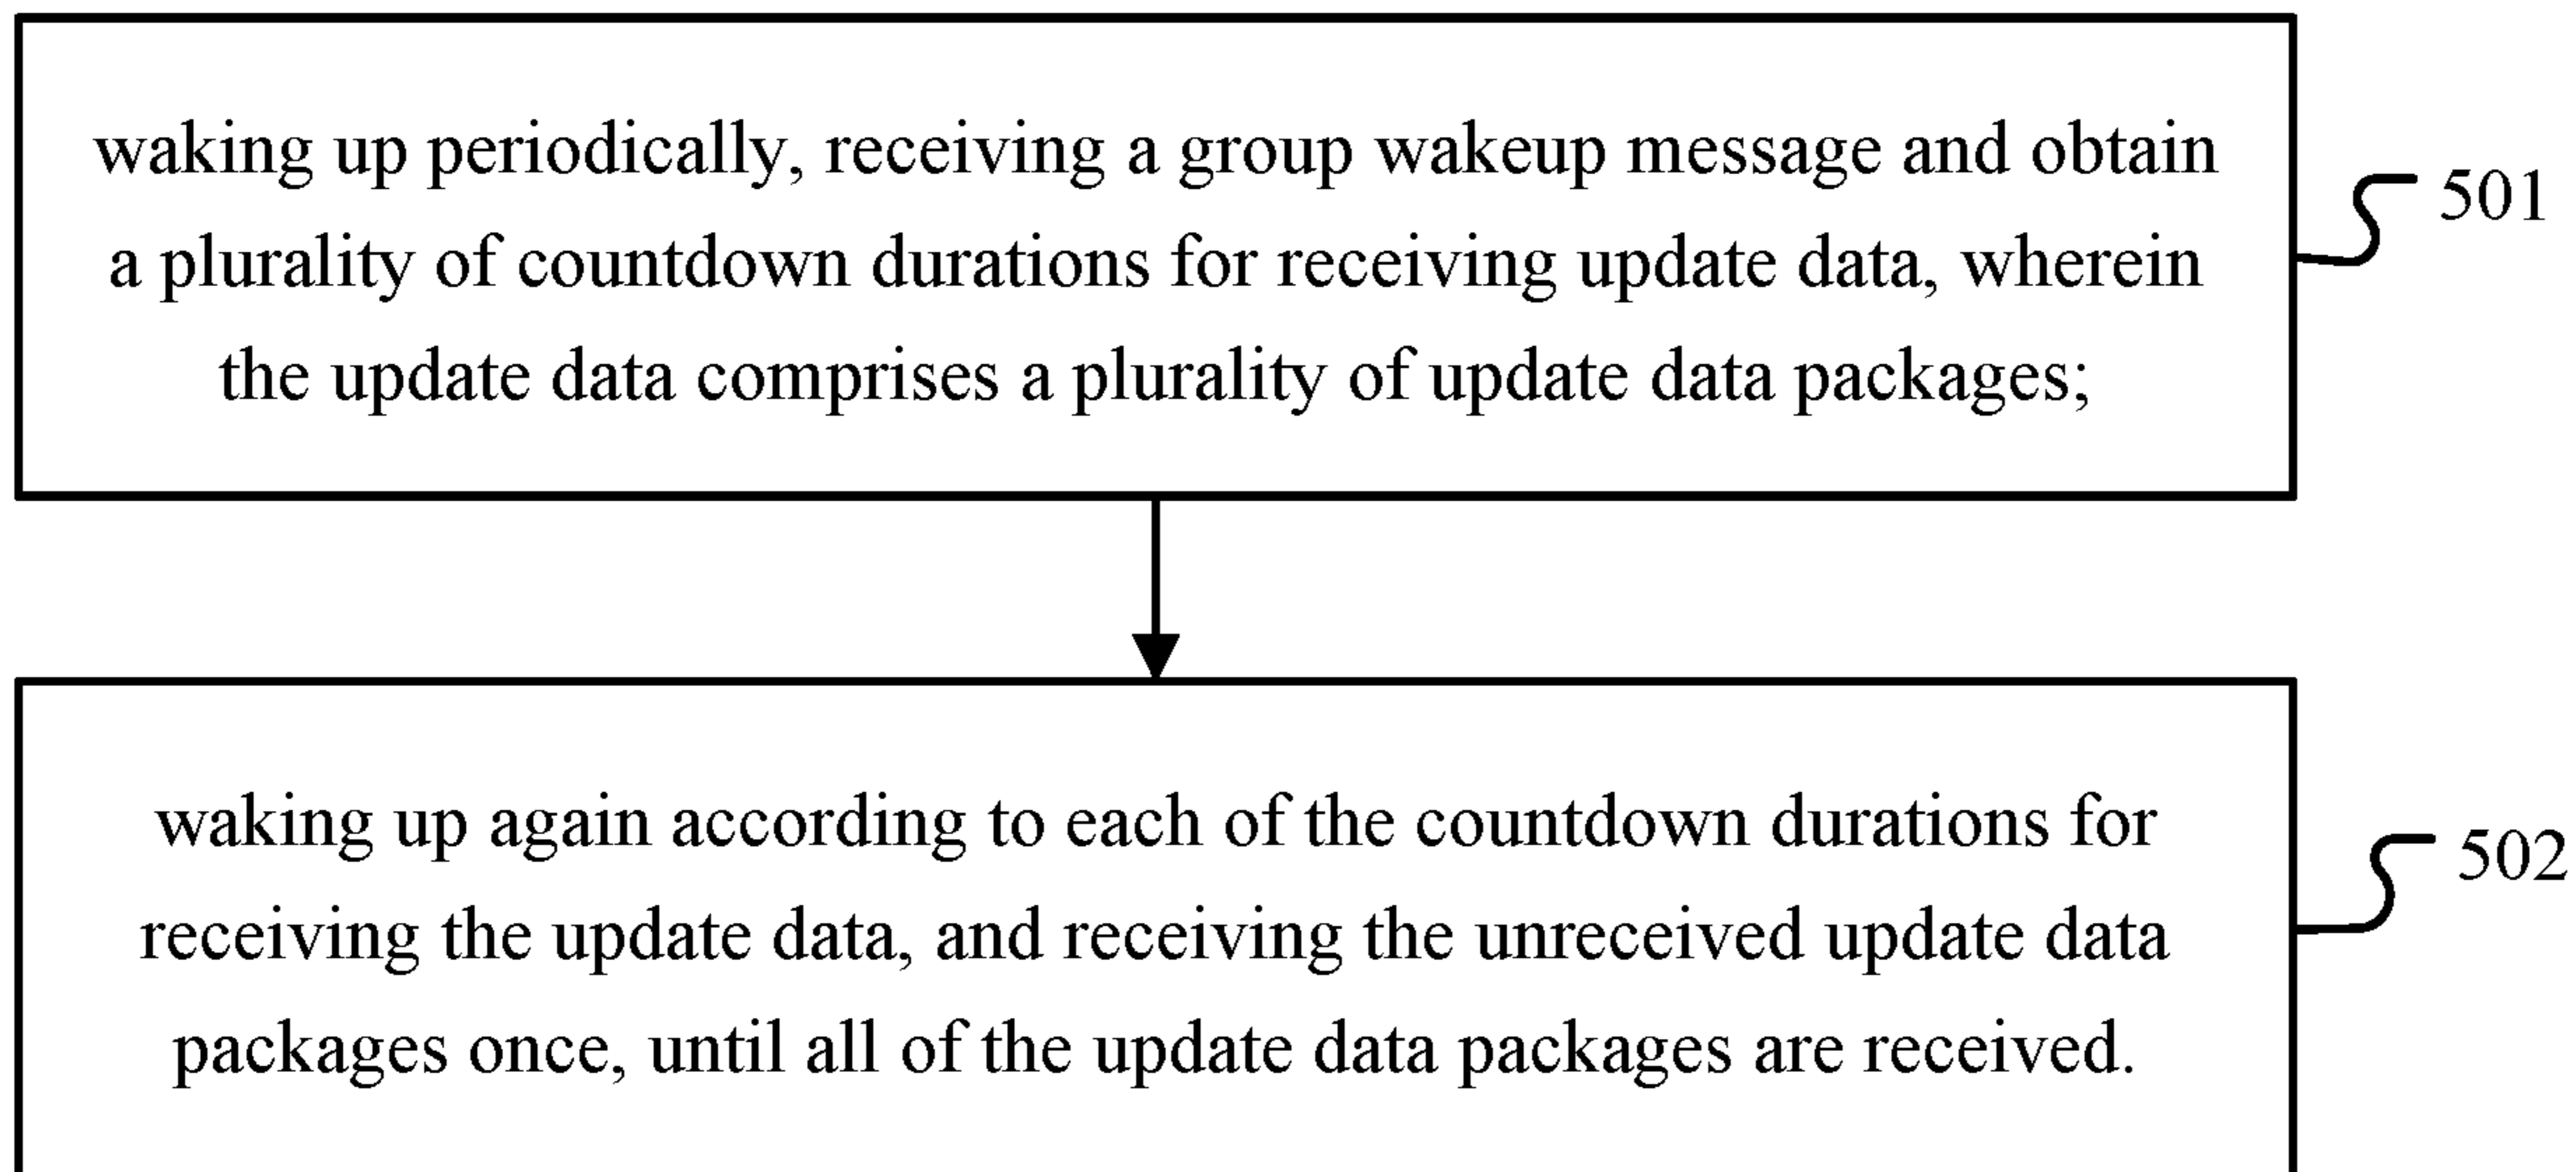 waking up periodically, receiving a group wakeup message and obtain
a plurality of countdown durations for receiving update data, wherein
the update data comprises a plurality of update data packages;
501
waking up again according to each of the countdown durations for
receiving the update data, and receiving the unreceived update data
packages once, until all of the update data packages are received.
502